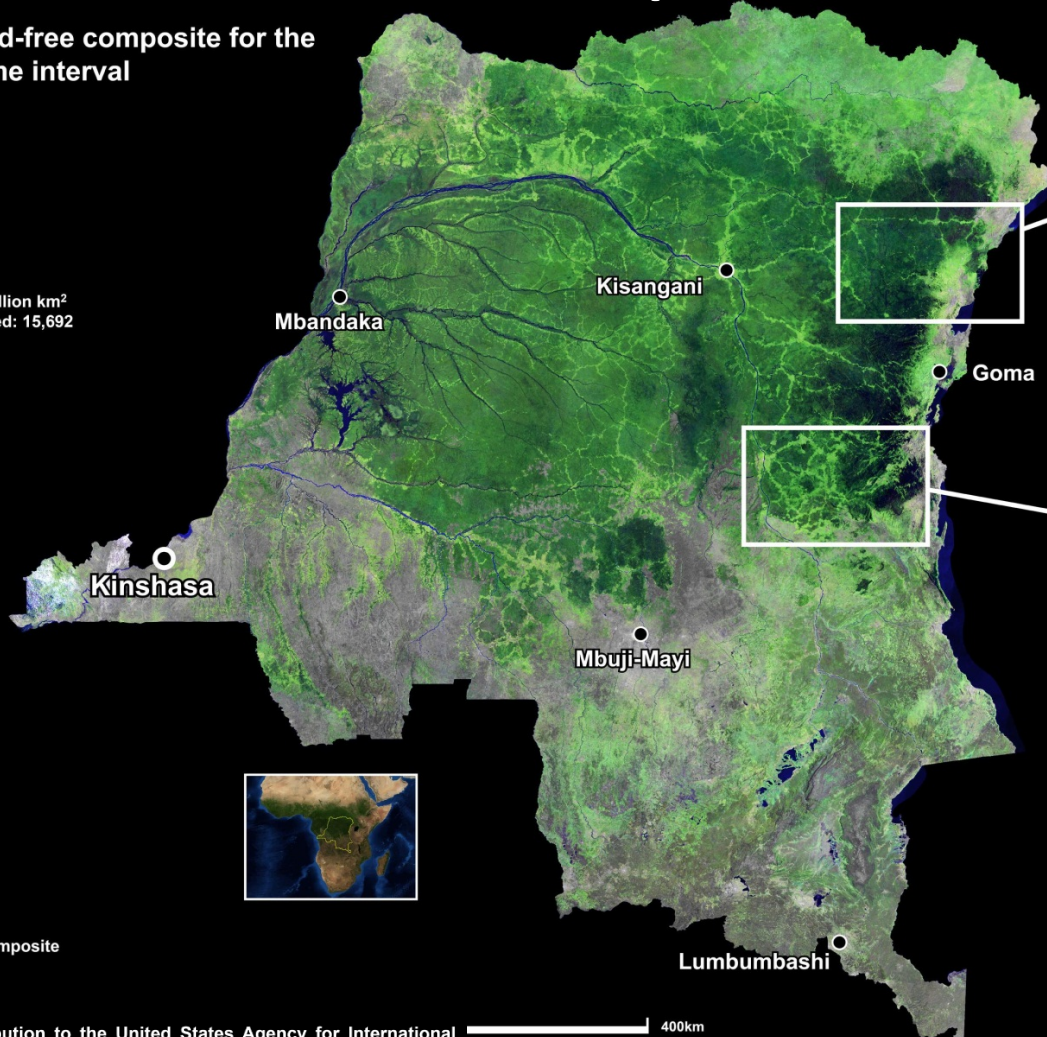 d-free composite for the
ne interval
llion km²
ed: 15,692
Kisangani
Mbandaka
Goma
Kinshasa
Mbuji-Mayi
mposite
Lumbumbashi
ution to the United States Agency for International
400km